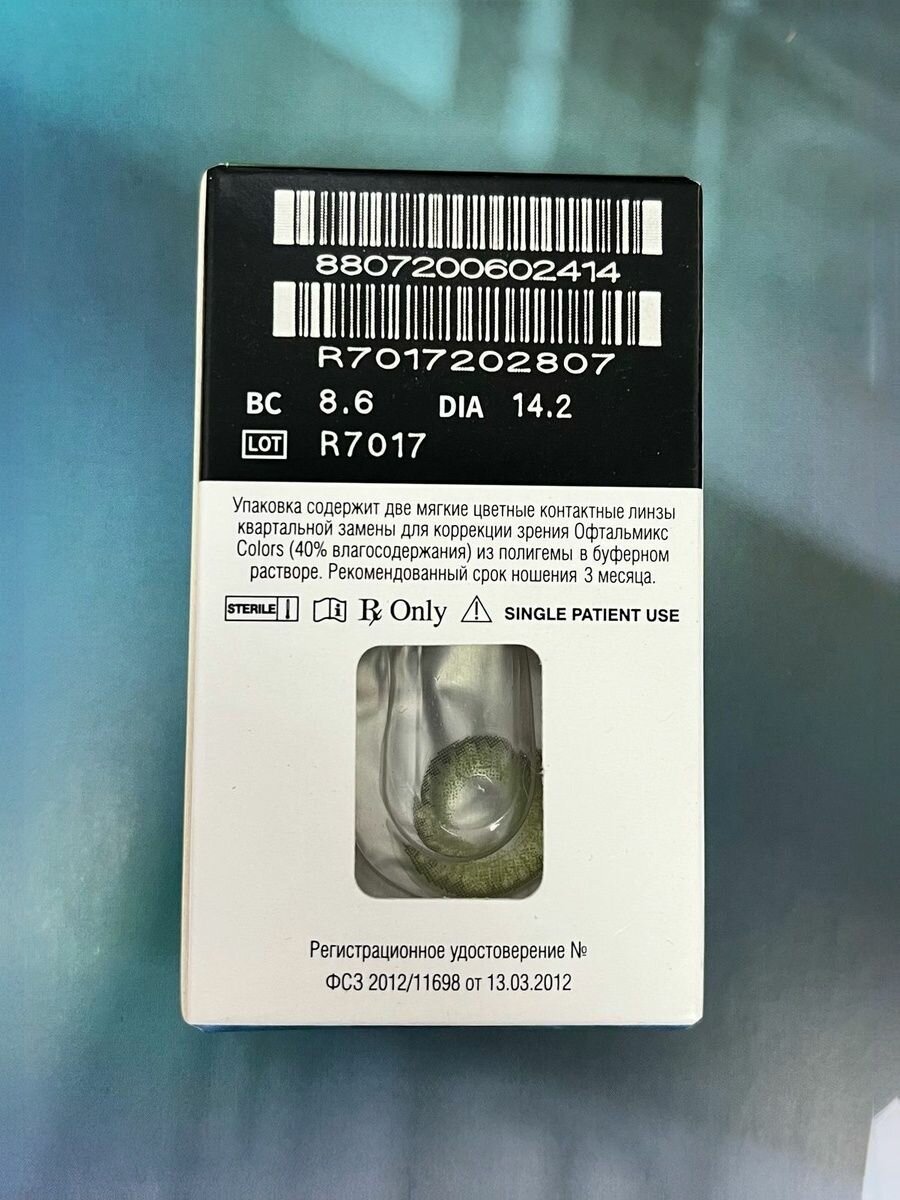 8807200602414
R7017202807
BC 8.6 DIA 14.2
LOT R7017
Упаковка содержит две мягкие цветные контактные линзы
квартальной замены для коррекции зрения Офтальмикс
Colors (40% влагосодержания) из полигемы в буферном
растворе. Рекомендованный срок ношения 3 месяца.
STERILE i ℞ Only SINGLE PATIENT USE
Регистрационное удостоверение №
ФСЗ 2012/11698 от 13.03.2012